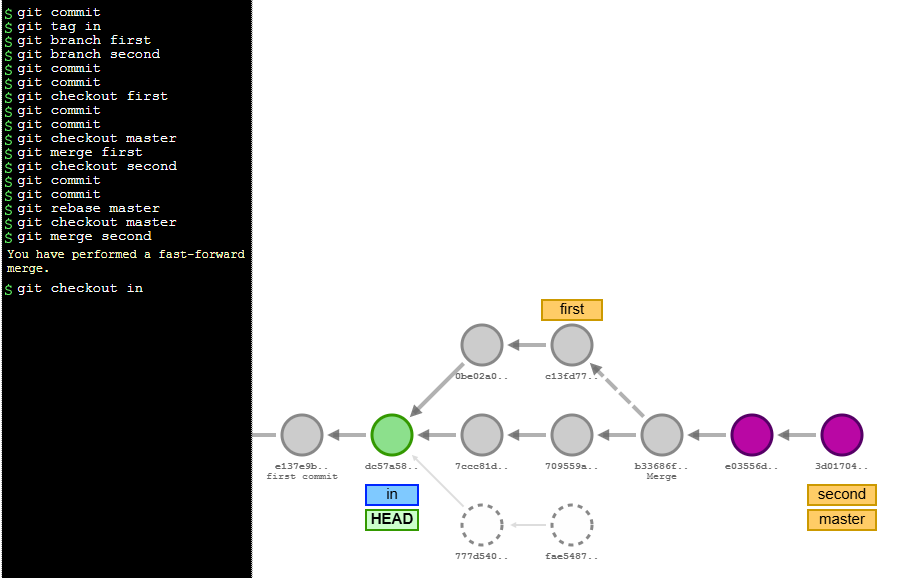 $ git commit
$ git tag in
$ git branch first
$ git branch second
$ git commit
$ git commit
$ git checkout first
$ git commit
$ git commit
$ git checkout master
$ git merge first
$ git checkout second
$ git commit
$ git commit
$ git rebase master
$ git checkout master
$ git merge second
You have performed a fast-forward
merge.
$ git checkout in
first
0be02a0..
c13fd77..
e137e9b..
first commit
dc57a58..
7ccc81d..
709559a..
b33686f..
Merge
e03556d..
3d01704..
in
HEAD
second
master
777d540..
fae5487..